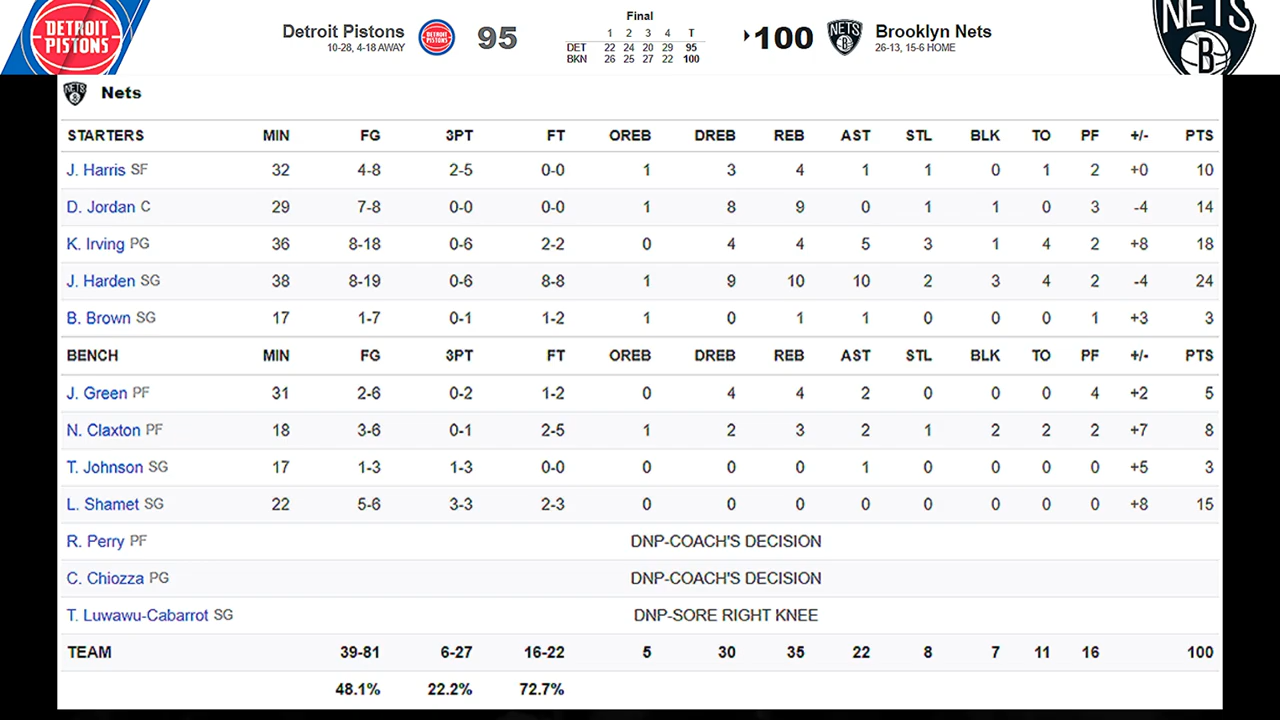 DETROIT PISTONS
Detroit Pistons
10-28, 4-18 AWAY
DETROIT PISTONS
95
Final
1 2 3 4 T
DET 22 24 20 29 95
BKN 26 25 27 22 100
100
NETS
Brooklyn Nets
26-13, 15-6 HOME
NETS
B
NETS Nets
STARTERS MIN FG 3PT FT OREB DREB REB AST STL BLK TO PF +/- PTS
J. Harris SF 32 4-8 2-5 0-0 1 3 4 1 1 0 1 2 +0 10
D. Jordan C 29 7-8 0-0 0-0 1 8 9 0 1 1 0 3 -4 14
K. Irving PG 36 8-18 0-6 2-2 0 4 4 5 3 1 4 2 +8 18
J. Harden SG 38 8-19 0-6 8-8 1 9 10 10 2 3 4 2 -4 24
B. Brown SG 17 1-7 0-1 1-2 1 0 1 1 0 0 0 1 +3 3
BENCH MIN FG 3PT FT OREB DREB REB AST STL BLK TO PF +/- PTS
J. Green PF 31 2-6 0-2 1-2 0 4 4 2 0 0 0 4 +2 5
N. Claxton PF 18 3-6 0-1 2-5 1 2 3 2 1 2 2 2 +7 8
T. Johnson SG 17 1-3 1-3 0-0 0 0 0 1 0 0 0 0 +5 3
L. Shamet SG 22 5-6 3-3 2-3 0 0 0 0 0 0 0 0 +8 15
R. Perry PF DNP-COACH'S DECISION
C. Chiozza PG DNP-COACH'S DECISION
T. Luwawu-Cabarrot SG DNP-SORE RIGHT KNEE
TEAM 39-81 6-27 16-22 5 30 35 22 8 7 11 16 100
48.1% 22.2% 72.7%